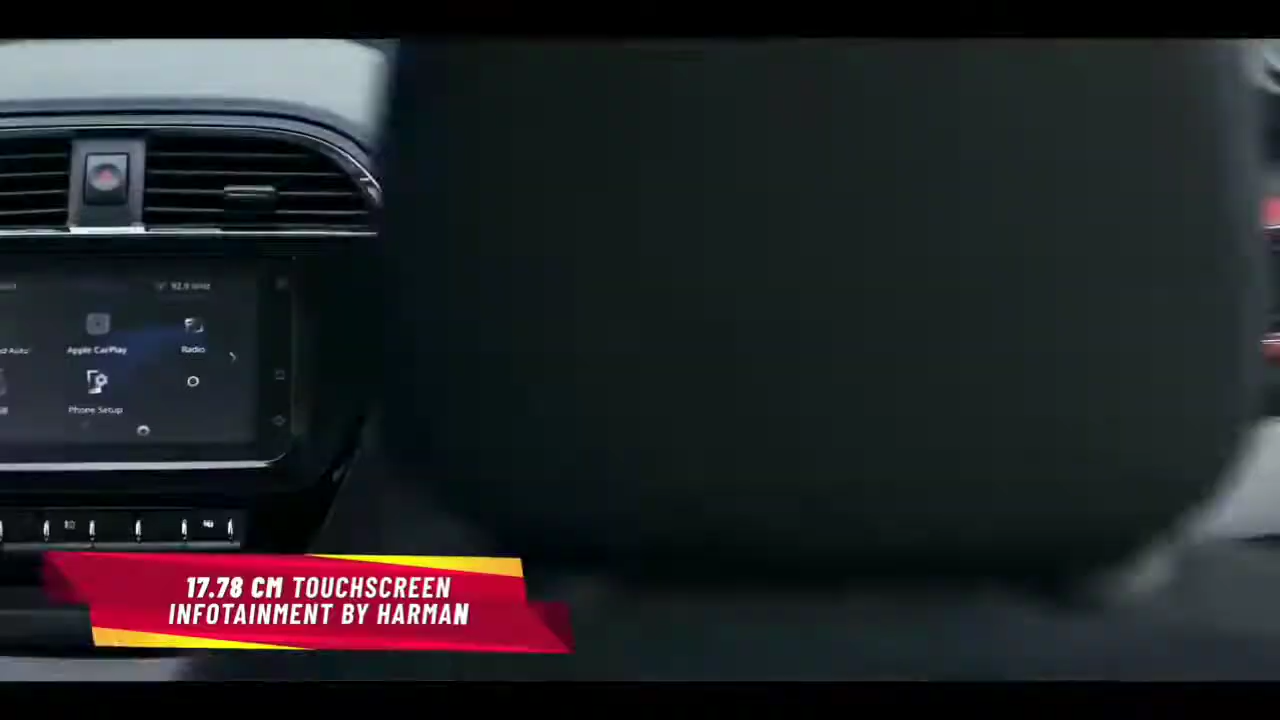 Apple CarPlay
Radio
Phone Setup
17.78 CM TOUCHSCREEN
INFOTAINMENT BY HARMAN